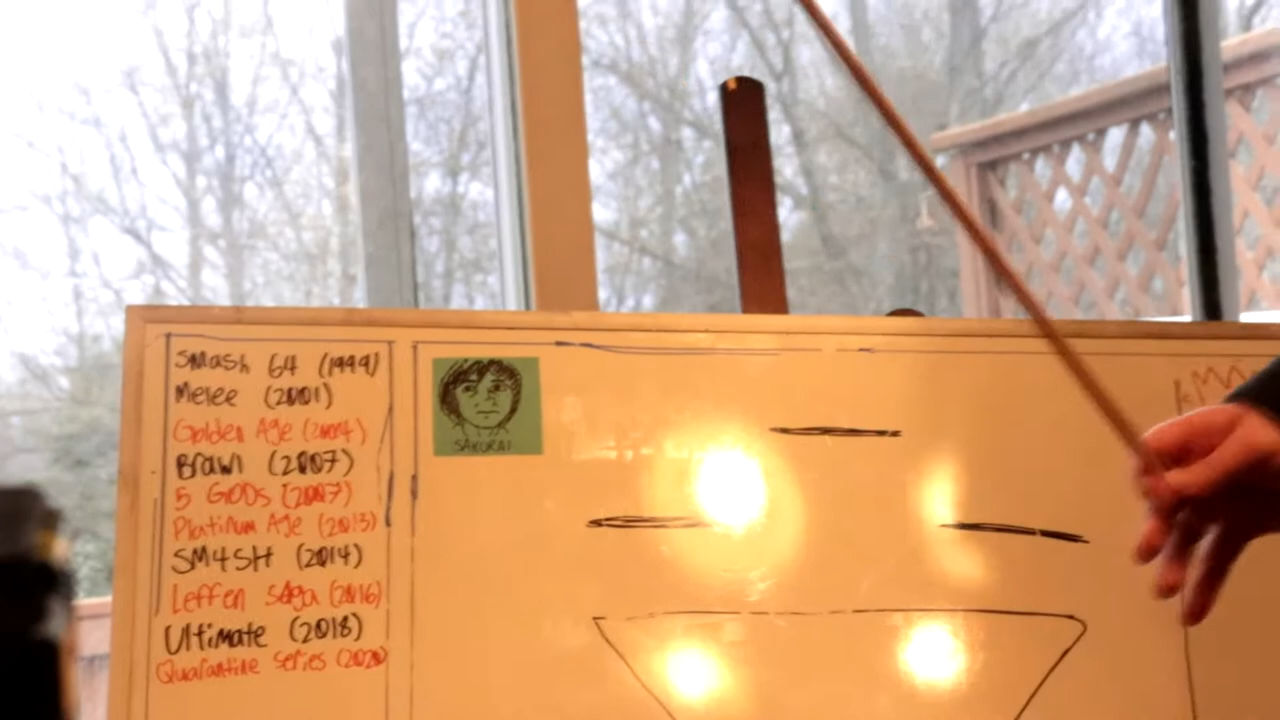 Smash 64 (1999)
Melee (2001)
Golden Age (2004)
Brawl (2007)
5 GODs (2007)
Platinum Age (2013)
SM4SH (2014)
Leffen Saga (2016)
Ultimate (2018)
Quarantine Series (2020)
SAKURAI